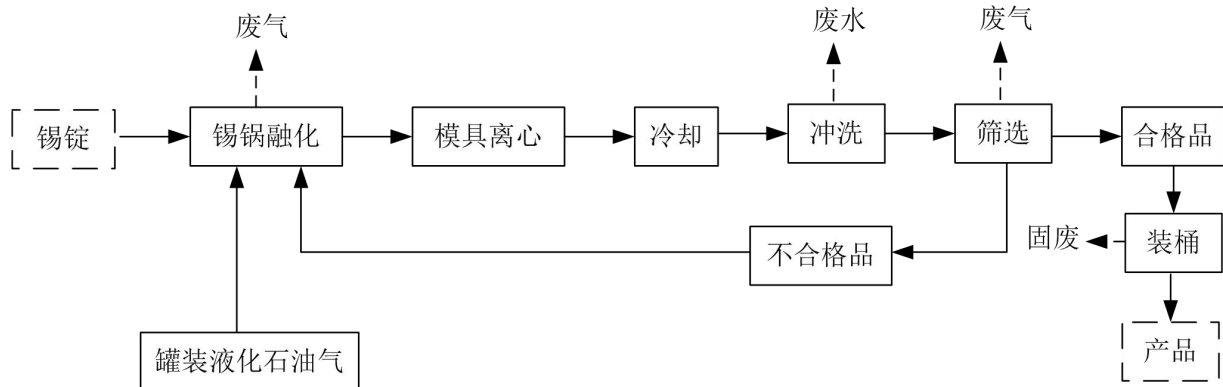 废气
废水
废气
锡锭
锡锅融化
模具离心
冷却
冲洗
筛选
合格品
不合格品
固废
装桶
罐装液化石油气
产品